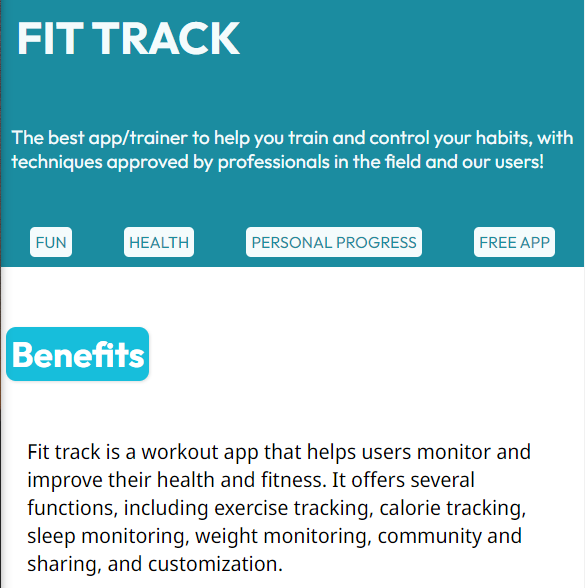 FIT TRACK
The best app/trainer to help you train and control your habits, with
techniques approved by professionals in the field and our users!
FUN HEALTH PERSONAL PROGRESS FREE APP
Benefits
Fit track is a workout app that helps users monitor and
improve their health and fitness. It offers several
functions, including exercise tracking, calorie tracking,
sleep monitoring, weight monitoring, community and
sharing, and customization.